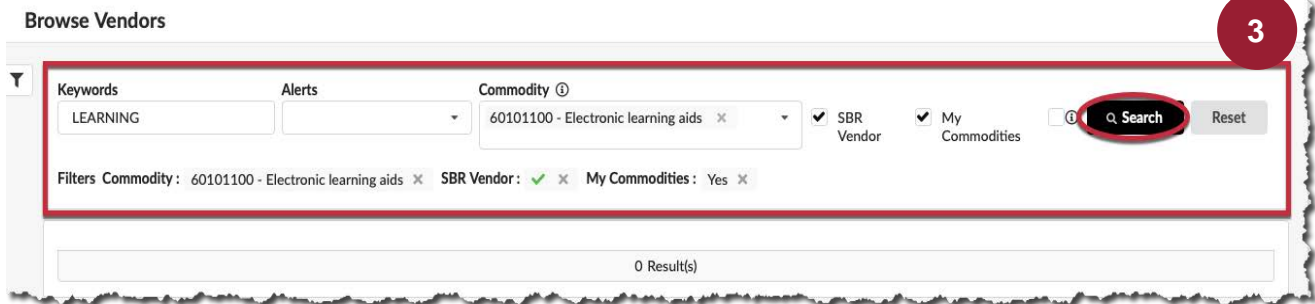 Browse Vendors
3
Keywords Alerts Commodity
LEARNING 60101100 - Electronic learning aids × SBR Vendor My Commodities Search Reset
Filters Commodity : 60101100 - Electronic learning aids × SBR Vendor : ✓ × My Commodities : Yes ×
0 Result(s)